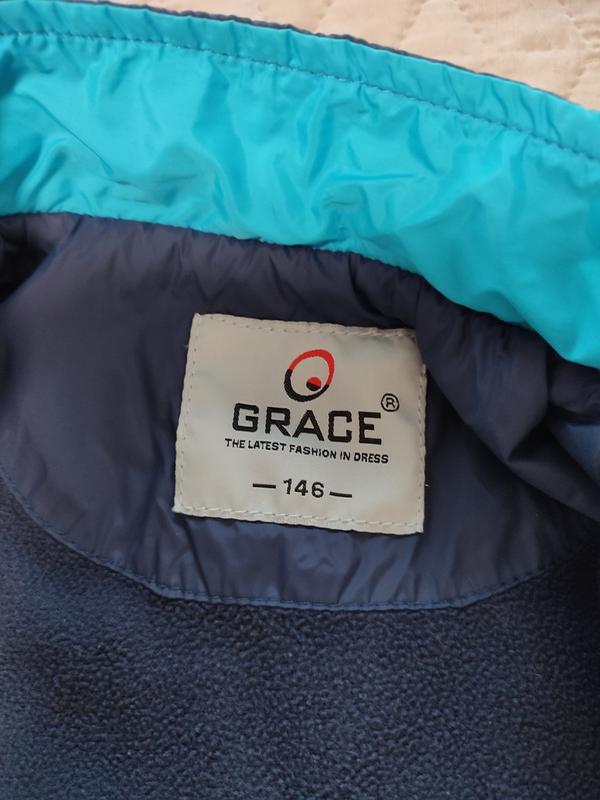 GRACE ®
THE LATEST FASHION IN DRESS
— 146 —